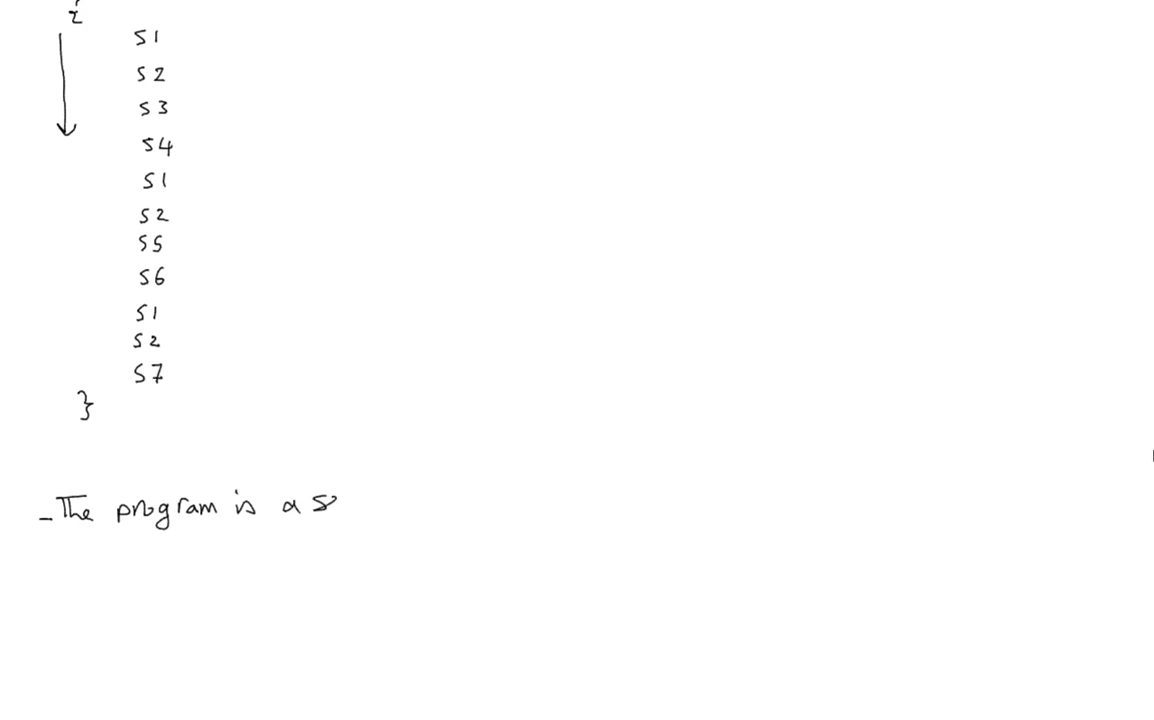 {
S1
S2
S3
S4
S1
S2
S5
S6
S1
S2
S7
}
- The program is a s